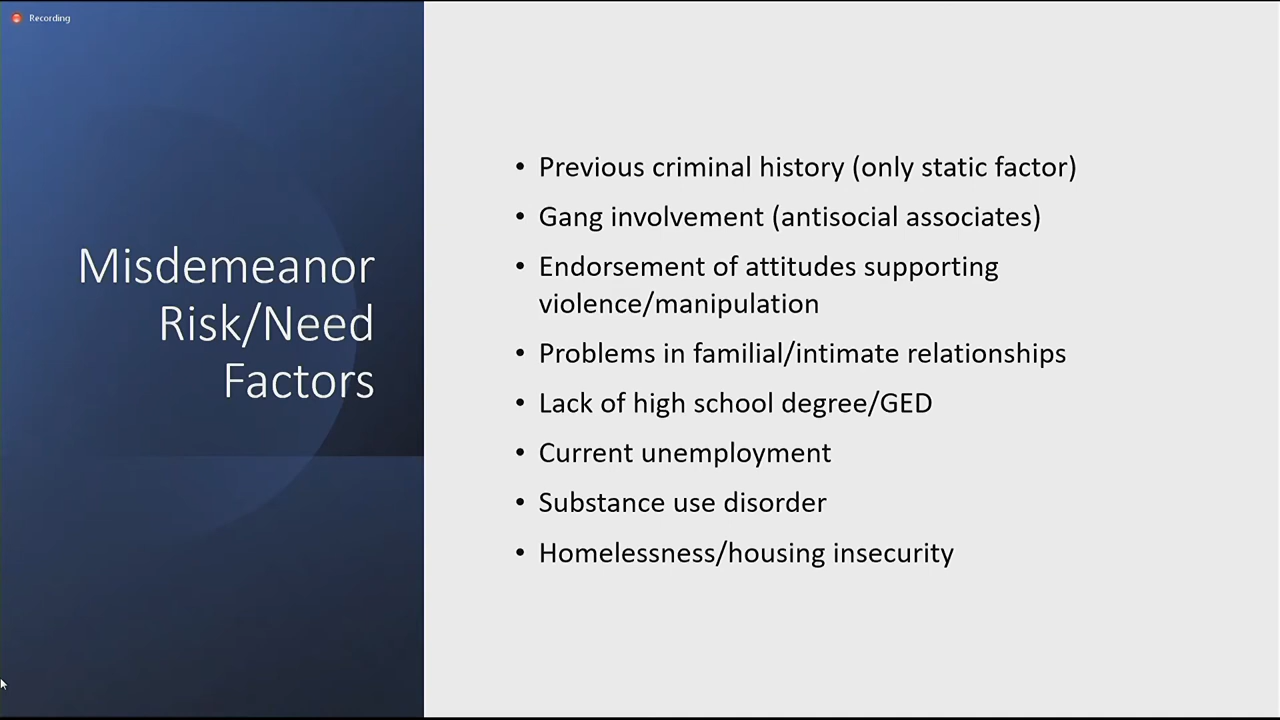 Recording
Misdemeanor
Risk/Need
Factors
• Previous criminal history (only static factor)
• Gang involvement (antisocial associates)
• Endorsement of attitudes supporting
violence/manipulation
• Problems in familial/intimate relationships
• Lack of high school degree/GED
• Current unemployment
• Substance use disorder
• Homelessness/housing insecurity